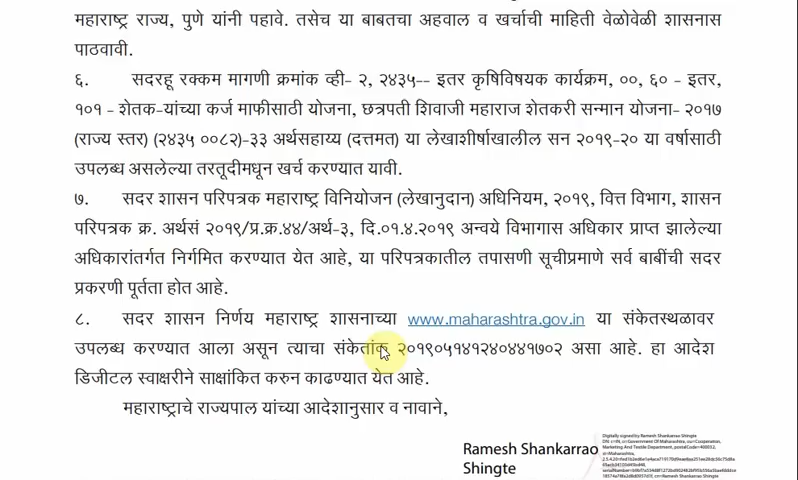 महाराष्ट्र राज्य, पुणे यांनी पहावे. तसेच या बाबतचा अहवाल व खर्चाची माहिती वेळोवेळी शासनास
पाठवावी.
६. सदरहू रक्कम मागणी क्रमांक व्ही- २, २४३५-- इतर कृषिविषयक कार्यक्रम, ००, ६० - इतर,
१०१ - शेतक-यांच्या कर्ज माफीसाठी योजना, छत्रपती शिवाजी महाराज शेतकरी सन्मान योजना- २०१७
(राज्य स्तर) (२४३५ ००८२)-३३ अर्थसहाय्य (दत्तमत) या लेखाशीर्षाखालील सन २०१९-२० या वर्षासाठी
उपलब्ध असलेल्या तरतूदीमधून खर्च करण्यात यावी.
७. सदर शासन परिपत्रक महाराष्ट्र विनियोजन (लेखानुदान) अधिनियम, २०१९, वित्त विभाग, शासन
परिपत्रक क्र. अर्थसं २०१९/प्र.क्र.४४/अर्थ-३, दि.०१.४.२०१९ अन्वये विभागास अधिकार प्राप्त झालेल्या
अधिकारांतर्गत निर्गमित करण्यात येत आहे, या परिपत्रकातील तपासणी सूचीप्रमाणे सर्व बाबींची सदर
प्रकरणी पूर्तता होत आहे.
८. सदर शासन निर्णय महाराष्ट्र शासनाच्या www.maharashtra.gov.in या संकेतस्थळावर
उपलब्ध करण्यात आला असून त्याचा संकेतांक २०१९०५१४१२४०४४१७०२ असा आहे. हा आदेश
डिजीटल स्वाक्षरीने साक्षांकित करुन काढण्यात येत आहे.
महाराष्ट्राचे राज्यपाल यांच्या आदेशानुसार व नावाने,
Ramesh Shankarrao
Shingte
Digitally signed by Ramesh Shankarrao Shingte